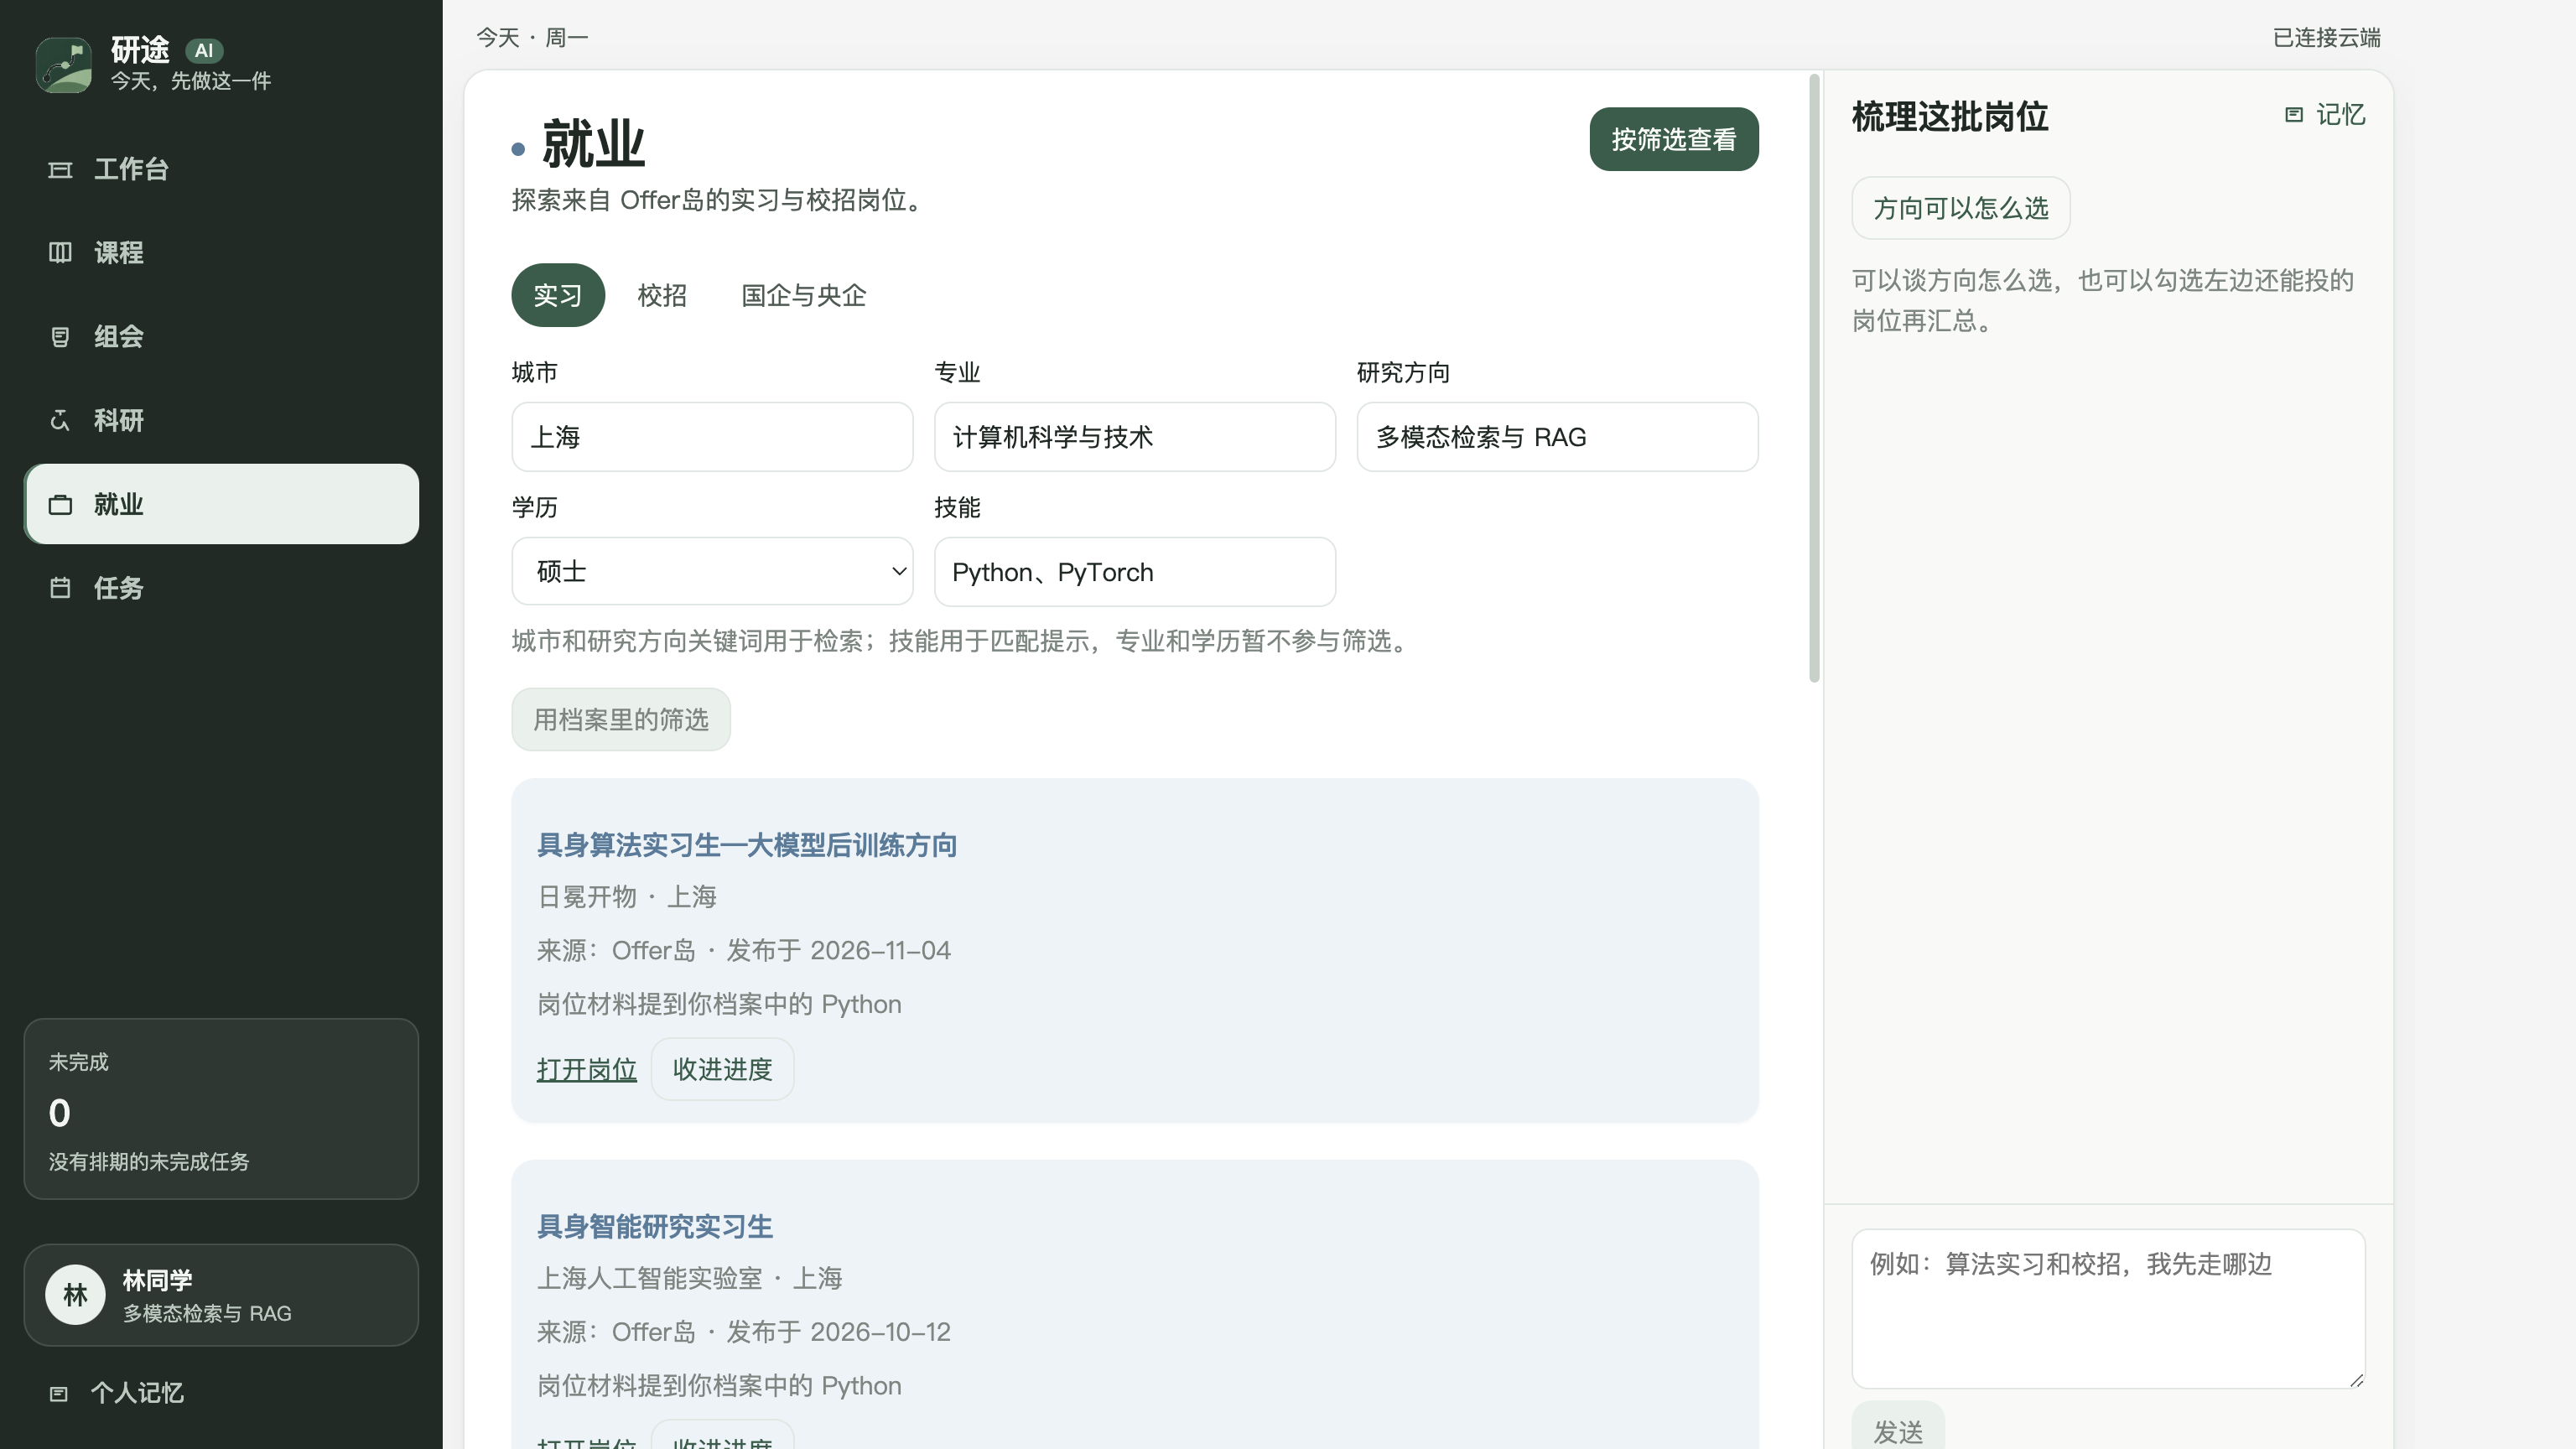 研途 AI
今天，先做这一件
工作台
课程
组会
科研
就业
任务
未完成
0
没有排期的未完成任务
林
林同学
多模态检索与 RAG
个人记忆
今天 · 周一
已连接云端
就业
按筛选查看
探索来自 Offer岛的实习与校招岗位。
实习 校招 国企与央企
城市 专业 研究方向
上海 计算机科学与技术 多模态检索与 RAG
学历 技能
硕士 Python、PyTorch
城市和研究方向关键词用于检索；技能用于匹配提示，专业和学历暂不参与筛选。
用档案里的筛选
具身算法实习生—大模型后训练方向
日冕开物 · 上海
来源：Offer岛 · 发布于 2026-11-04
岗位材料提到你档案中的 Python
打开岗位 收进进度
具身智能研究实习生
上海人工智能实验室 · 上海
来源：Offer岛 · 发布于 2026-10-12
岗位材料提到你档案中的 Python
打开岗位 收进进度
梳理这批岗位
记忆
方向可以怎么选
可以谈方向怎么选，也可以勾选左边还能投的
岗位再汇总。
例如：算法实习和校招，我先走哪边
发送